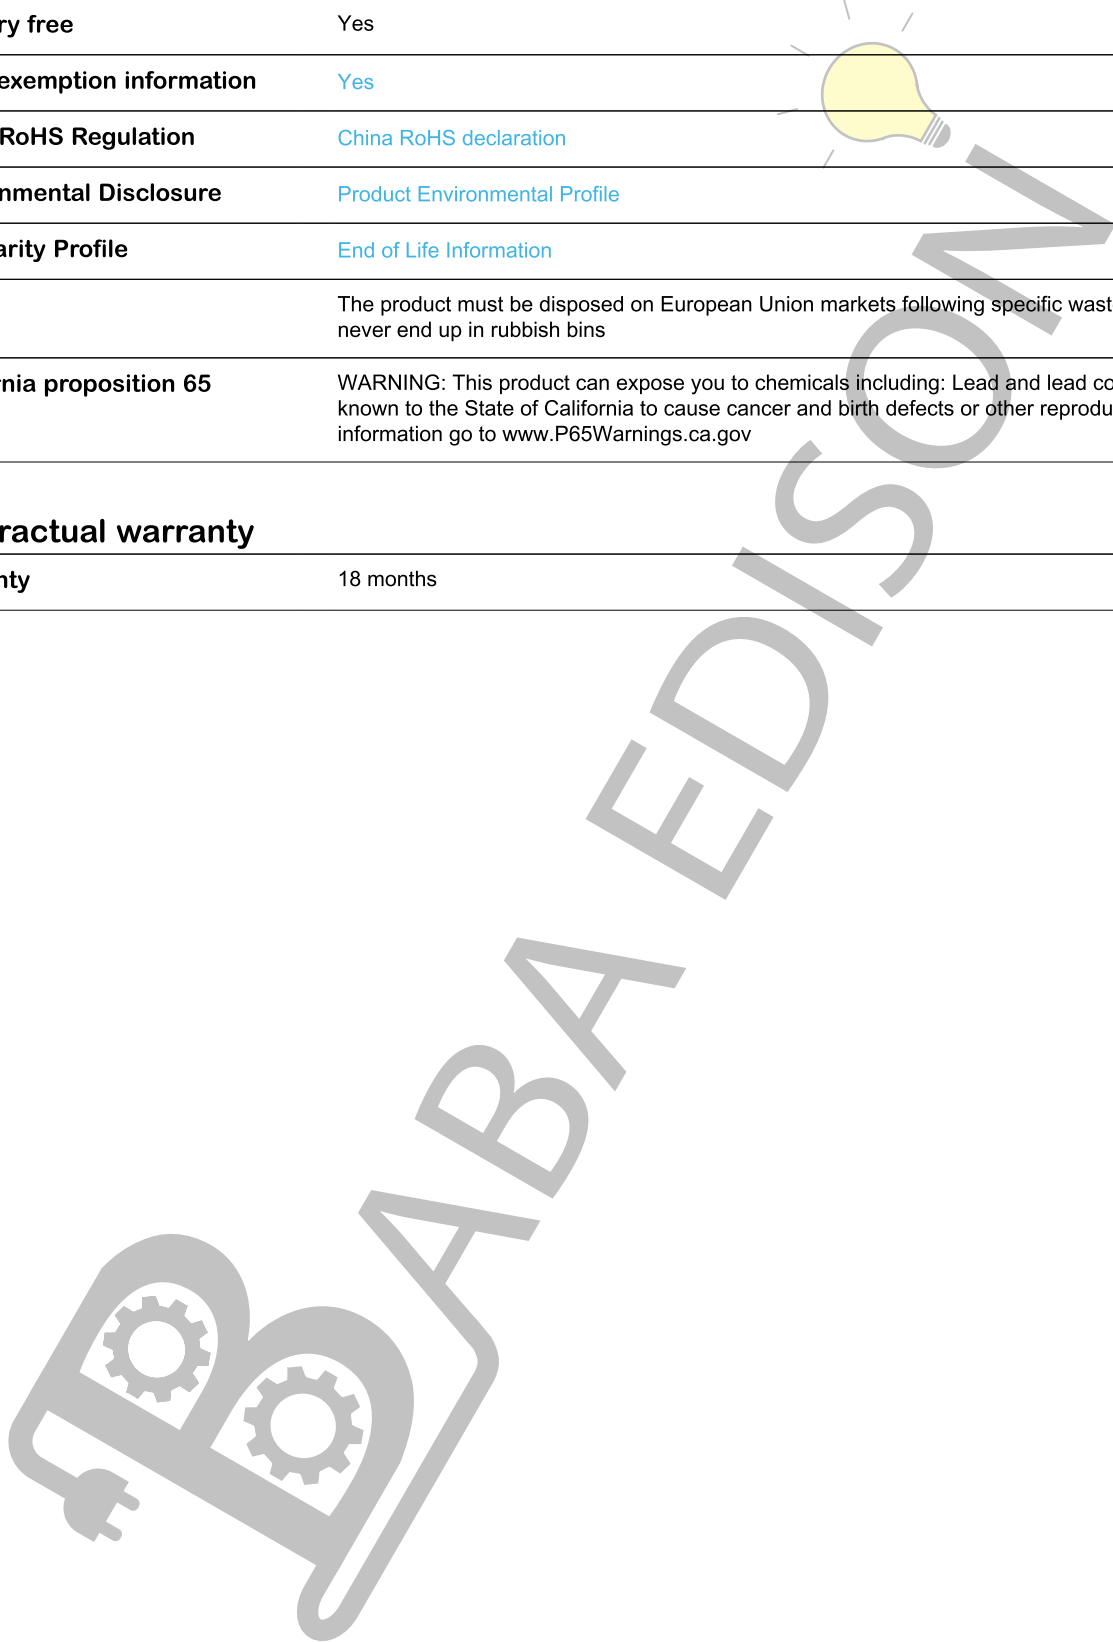 ry free Yes
exemption information Yes
RoHS Regulation China RoHS declaration
nmental Disclosure Product Environmental Profile
arity Profile End of Life Information
The product must be disposed on European Union markets following specific wast
never end up in rubbish bins
rnia proposition 65 WARNING: This product can expose you to chemicals including: Lead and lead co
known to the State of California to cause cancer and birth defects or other reprodu
information go to www.P65Warnings.ca.gov
ractual warranty
nty 18 months
BABA EDISON